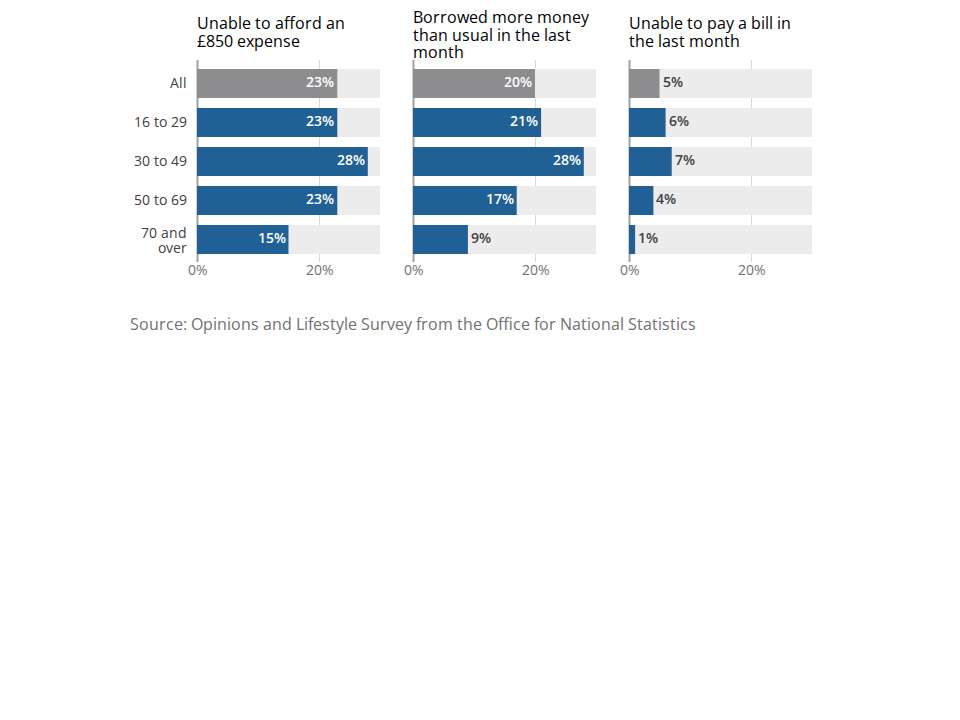 Unable to afford an
£850 expense
Borrowed more money
than usual in the last
month
Unable to pay a bill in
the last month
All
23%
20%
5%
16 to 29
23%
21%
6%
30 to 49
28%
28%
7%
50 to 69
23%
17%
4%
70 and
over
15%
9%
1%
0%
20%
0%
20%
0%
20%
Source: Opinions and Lifestyle Survey from the Office for National Statistics